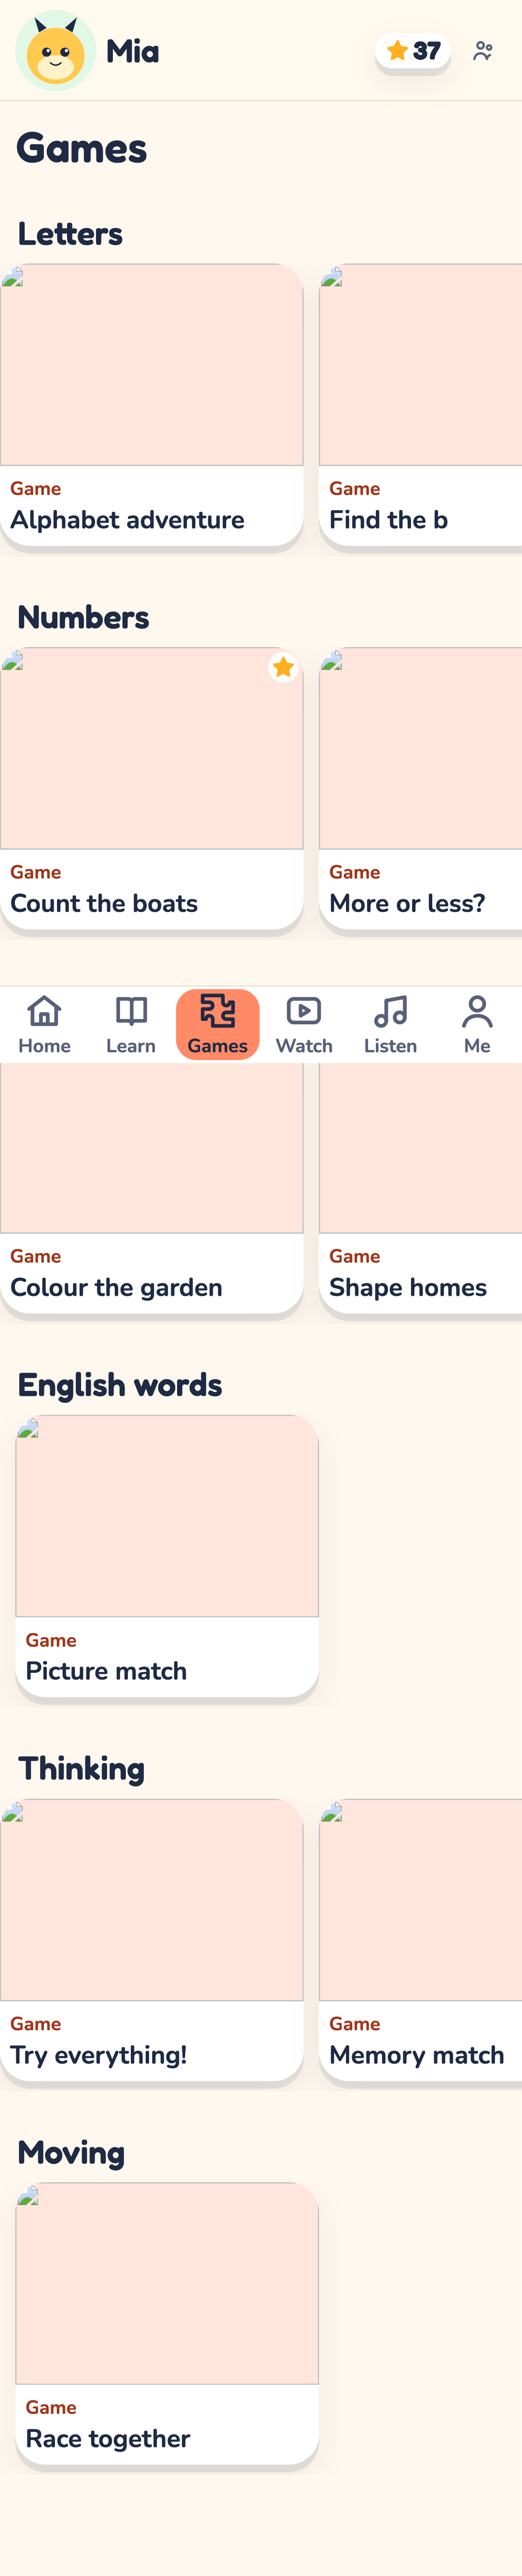 Mia
37
Games
Letters
Game
Alphabet adventure
Game
Find the b
Numbers
Game
Count the boats
Game
More or less?
Home
Learn
Games
Watch
Listen
Me
Game
Colour the garden
Game
Shape homes
English words
Game
Picture match
Thinking
Game
Try everything!
Game
Memory match
Moving
Game
Race together